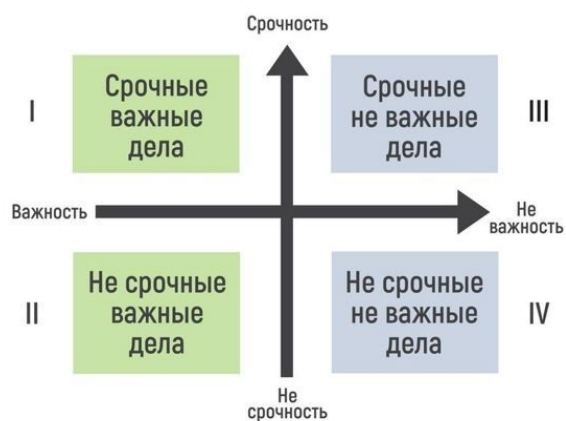 Срочность
I
Срочные
важные
дела
Срочные
не важные
дела
III
Важность
Не
важность
II
Не срочные
важные
дела
Не срочные
не важные
дела
IV
Не
срочность